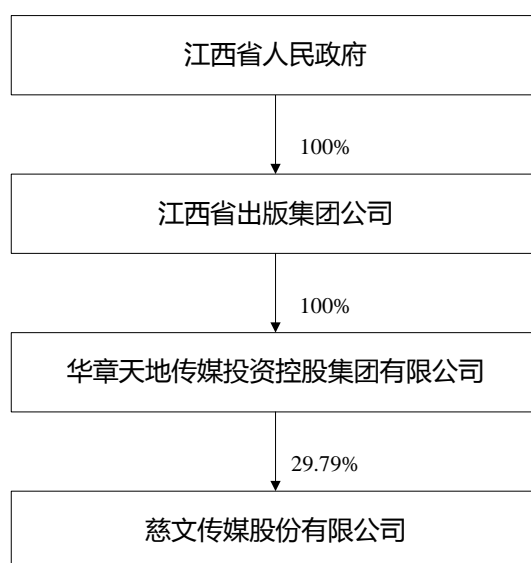 江西省人民政府
100%
江西省出版集团公司
100%
华章天地传媒投资控股集团有限公司
29.79%
慈文传媒股份有限公司